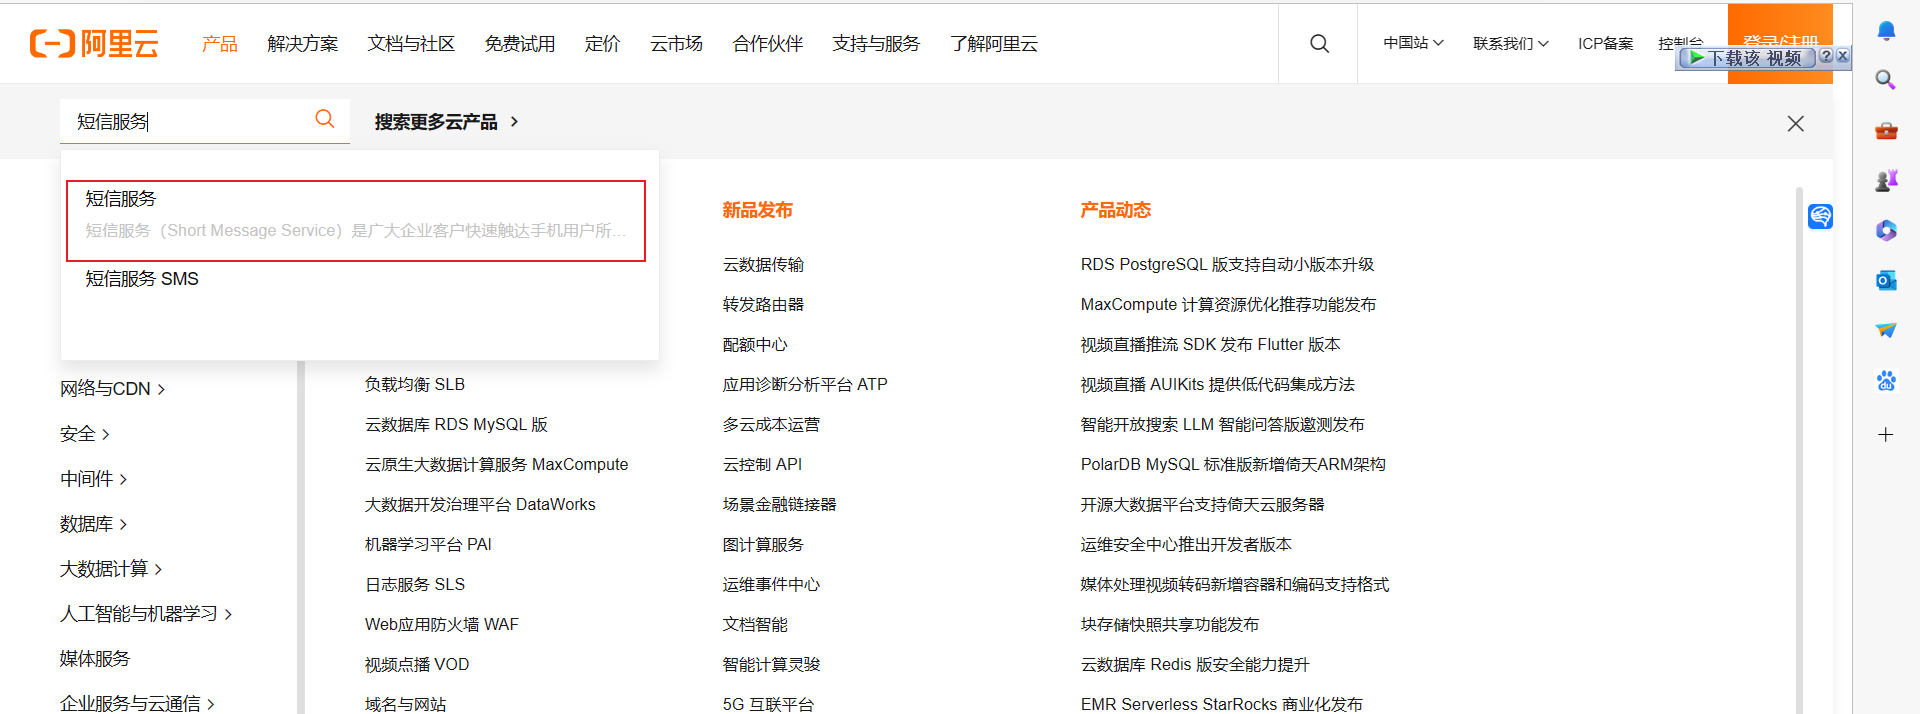 阿里云
产品 解决方案 文档与社区 免费试用 定价 云市场 合作伙伴 支持与服务 了解阿里云
中国站 联系我们 ICP备案 控制台 登录/注册
下载该 视频 ? X
短信服务
搜索更多云产品
短信服务
短信服务（Short Message Service）是广大企业客户快速触达手机用户所...
短信服务 SMS
网络与CDN
安全
中间件
数据库
大数据计算
人工智能与机器学习
媒体服务
企业服务与云通信
负载均衡 SLB
云数据库 RDS MySQL 版
云原生大数据计算服务 MaxCompute
大数据开发治理平台 DataWorks
机器学习平台 PAI
日志服务 SLS
Web应用防火墙 WAF
视频点播 VOD
域名与网站
新品发布
云数据传输
转发路由器
配额中心
应用诊断分析平台 ATP
多云成本运营
云控制 API
场景金融链接器
图计算服务
运维事件中心
文档智能
智能计算灵骏
5G 互联平台
产品动态
RDS PostgreSQL 版支持自动小版本升级
MaxCompute 计算资源优化推荐功能发布
视频直播推流 SDK 发布 Flutter 版本
视频直播 AUIKits 提供低代码集成方法
智能开放搜索 LLM 智能问答版邀测发布
PolarDB MySQL 标准版新增倚天ARM架构
开源大数据平台支持倚天云服务器
运维安全中心推出开发者版本
媒体处理视频转码新增容器和编码支持格式
块存储快照共享功能发布
云数据库 Redis 版安全能力提升
EMR Serverless StarRocks 商业化发布
du